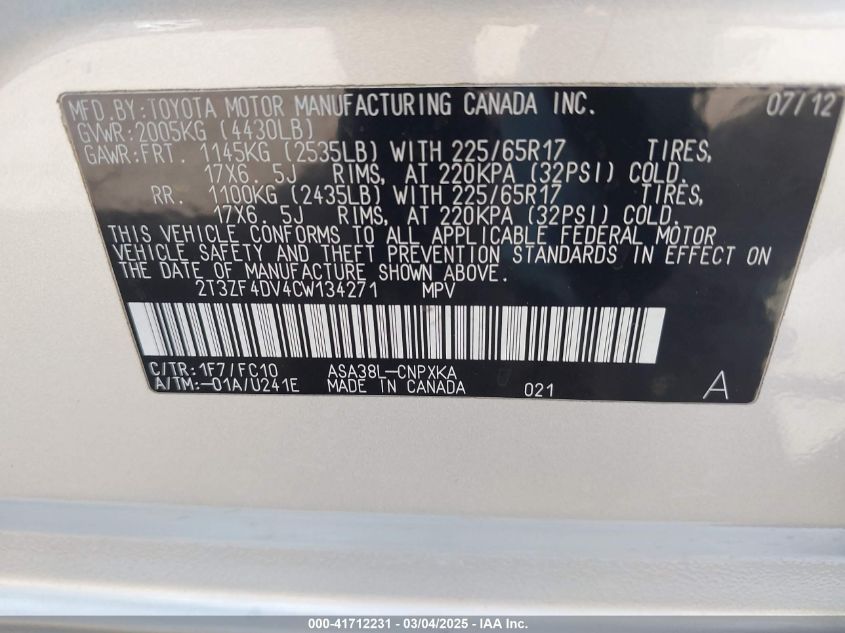 MFD. BY: TOYOTA MOTOR MANUFACTURING CANADA INC. 07/12
GVWR: 2005KG (4430LB)
GAWR: FRT. 1145KG (2535LB) WITH 225/65R17 TIRES,
17X6. 5J RIMS, AT 220KPA (32PSI) COLD.
RR. 1100KG (2435LB) WITH 225/65R17 TIRES,
17X6. 5J RIMS, AT 220KPA (32PSI) COLD.
THIS VEHICLE CONFORMS TO ALL APPLICABLE FEDERAL MOTOR
VEHICLE SAFETY AND THEFT PREVENTION STANDARDS IN EFFECT ON
THE DATE OF MANUFACTURE SHOWN ABOVE.
2T3ZF4DV4CW134271 MPV
C/TR: 1F7/FC10 ASA38L-CNPXKA
A/TM:-01A/U241E MADE IN CANADA 021 A
000-41712231 - 03/04/2025 - IAA Inc.